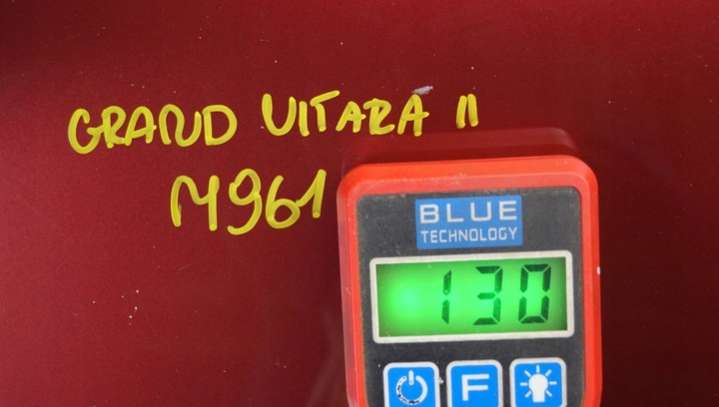 GRAND VITARA II
M961
BLUE
TECHNOLOGY
130
F